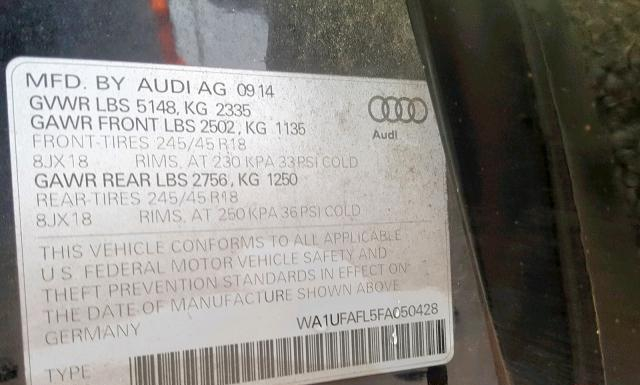 MFD. BY AUDI AG 0914
GVWR LBS 5148, KG 2335
GAWR FRONT LBS 2502, KG 1135
FRONT-TIRES 245/45 R18
8JX18 RIMS, AT 230 KPA 33 PSI COLD
GAWR REAR LBS 2756, KG 1250
REAR-TIRES 245/45 R18
8JX18 RIMS, AT 250 KPA 36 PSI COLD
Audi
THIS VEHICLE CONFORMS TO ALL APPLICABLE
U.S. FEDERAL MOTOR VEHICLE SAFETY AND
THEFT PREVENTION STANDARDS IN EFFECT ON
THE DATE OF MANUFACTURE SHOWN ABOVE
GERMANY WA1UFAFL5FA050428
TYPE